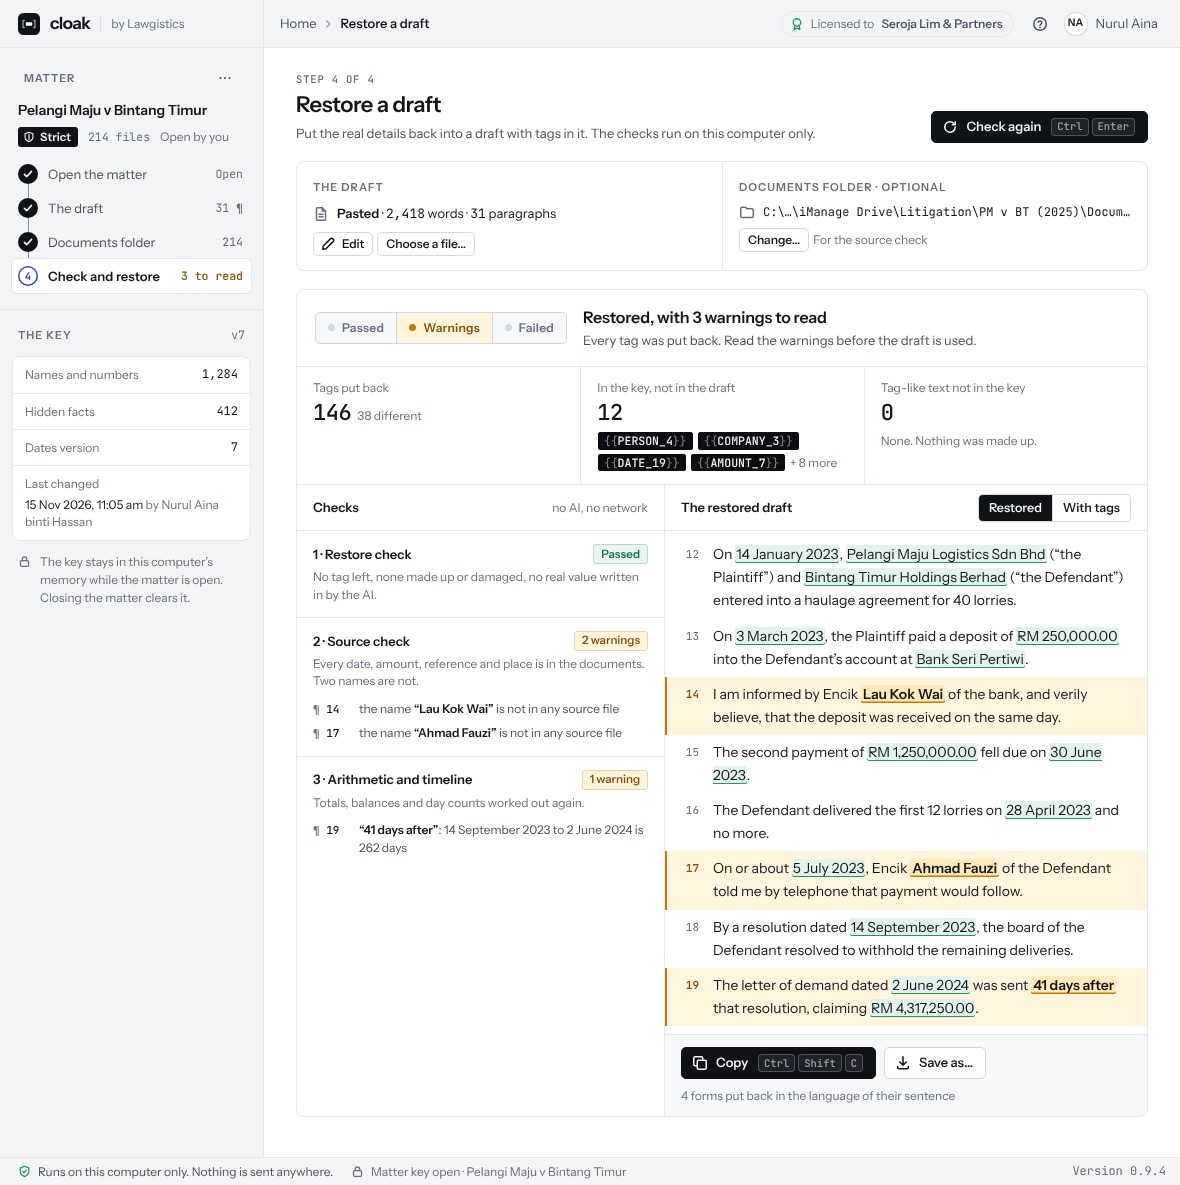 cloak by Lawgistics
Home › Restore a draft
Licensed to Seroja Lim & Partners
NA Nurul Aina
MATTER ...
Pelangi Maju v Bintang Timur
Strict 214 files Open by you
Open the matter Open
The draft 31 ¶
Documents folder 214
4 Check and restore 3 to read
THE KEY v7
Names and numbers 1,284
Hidden facts 412
Dates version 7
Last changed
15 Nov 2026, 11:05 am by Nurul Aina
binti Hassan
The key stays in this computer's
memory while the matter is open.
Closing the matter clears it.
STEP 4 OF 4
Restore a draft
Put the real details back into a draft with tags in it. The checks run on this computer only.
Check again Ctrl Enter
THE DRAFT
Pasted · 2,418 words · 31 paragraphs
Edit Choose a file...
DOCUMENTS FOLDER · OPTIONAL
C:\…\iManage Drive\Litigation\PM v BT (2025)\Docum…
Change... For the source check
Passed Warnings Failed
Restored, with 3 warnings to read
Every tag was put back. Read the warnings before the draft is used.
Tags put back
146 38 different
In the key, not in the draft
12
{{PERSON_4}} {{COMPANY_3}}
{{DATE_19}} {{AMOUNT_7}} + 8 more
Tag-like text not in the key
0
None. Nothing was made up.
Checks no AI, no network
1 · Restore check Passed
No tag left, none made up or damaged, no real value written
in by the AI.
2 · Source check 2 warnings
Every date, amount, reference and place is in the documents.
Two names are not.
¶ 14 the name “Lau Kok Wai” is not in any source file
¶ 17 the name “Ahmad Fauzi” is not in any source file
3 · Arithmetic and timeline 1 warning
Totals, balances and day counts worked out again.
¶ 19 “41 days after”: 14 September 2023 to 2 June 2024 is
262 days
The restored draft Restored With tags
12 On 14 January 2023, Pelangi Maju Logistics Sdn Bhd (“the
Plaintiff”) and Bintang Timur Holdings Berhad (“the Defendant”)
entered into a haulage agreement for 40 lorries.
13 On 3 March 2023, the Plaintiff paid a deposit of RM 250,000.00
into the Defendant’s account at Bank Seri Pertiwi.
14 I am informed by Encik Lau Kok Wai of the bank, and verily
believe, that the deposit was received on the same day.
15 The second payment of RM 1,250,000.00 fell due on 30 June
2023.
16 The Defendant delivered the first 12 lorries on 28 April 2023 and
no more.
17 On or about 5 July 2023, Encik Ahmad Fauzi of the Defendant
told me by telephone that payment would follow.
18 By a resolution dated 14 September 2023, the board of the
Defendant resolved to withhold the remaining deliveries.
19 The letter of demand dated 2 June 2024 was sent 41 days after
that resolution, claiming RM 4,317,250.00.
Copy Ctrl Shift C Save as...
4 forms put back in the language of their sentence
Runs on this computer only. Nothing is sent anywhere. Matter key open · Pelangi Maju v Bintang Timur Version 0.9.4